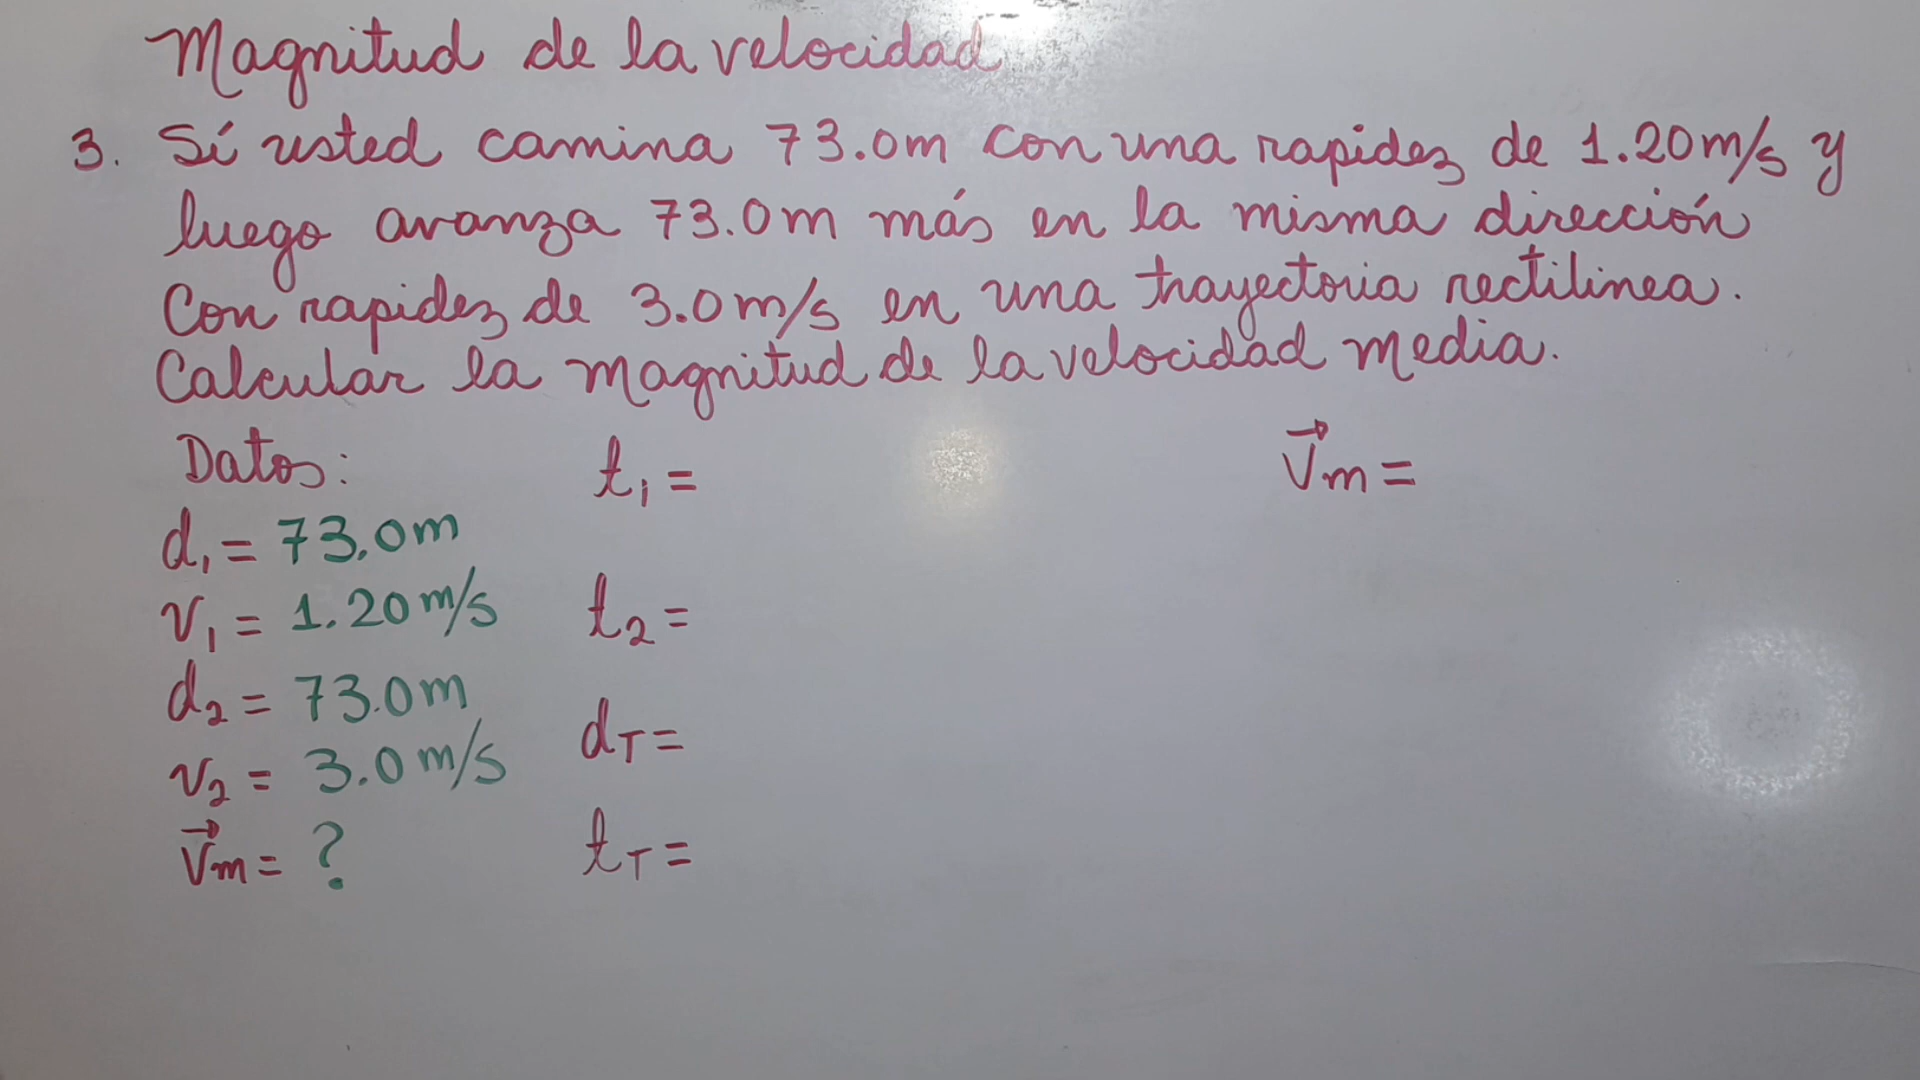 Magnitud de la velocidad
3. Sí usted camina 73.0m con una rapidez de 1.20m/s y
luego avanza 73.0m más en la misma dirección
Con rapidez de 3.0m/s en una trayectoria rectilinea.
Calcular la magnitud de la velocidad media.
Datos:
d₁ = 73.0m
v₁ = 1.20m/s
d₂ = 73.0m
v₂ = 3.0m/s
V⃗m = ?
t₁ =
t₂ =
dT =
tT =
V⃗m =